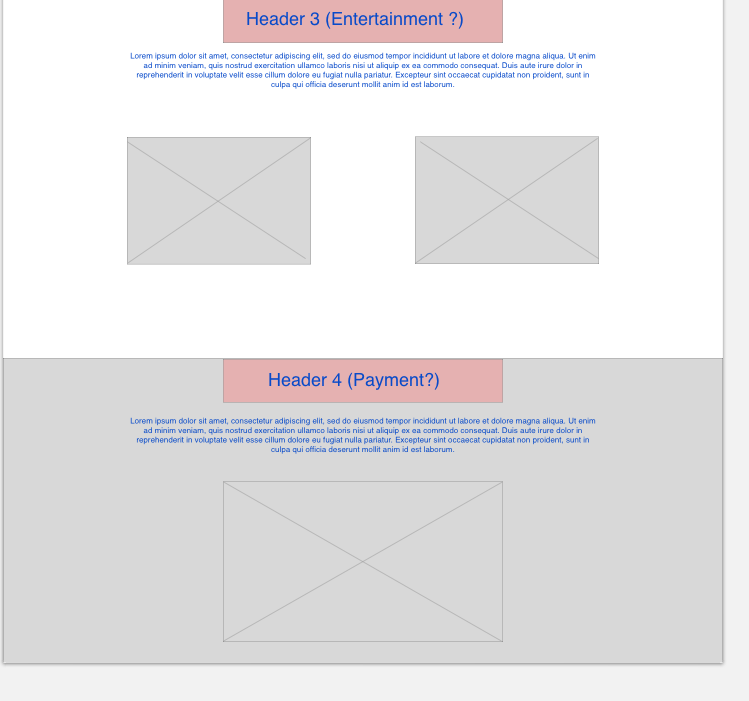 Header 3 (Entertainment ?)
Lorem ipsum dolor sit amet, consectetur adipiscing elit, sed do eiusmod tempor incididunt ut labore et dolore magna aliqua. Ut enim
ad minim veniam, quis nostrud exercitation ullamco laboris nisi ut aliquip ex ea commodo consequat. Duis aute irure dolor in
reprehenderit in voluptate velit esse cillum dolore eu fugiat nulla pariatur. Excepteur sint occaecat cupidatat non proident, sunt in
culpa qui officia deserunt mollit anim id est laborum.
Header 4 (Payment?)
Lorem ipsum dolor sit amet, consectetur adipiscing elit, sed do eiusmod tempor incididunt ut labore et dolore magna aliqua. Ut enim
ad minim veniam, quis nostrud exercitation ullamco laboris nisi ut aliquip ex ea commodo consequat. Duis aute irure dolor in
reprehenderit in voluptate velit esse cillum dolore eu fugiat nulla pariatur. Excepteur sint occaecat cupidatat non proident, sunt in
culpa qui officia deserunt mollit anim id est laborum.